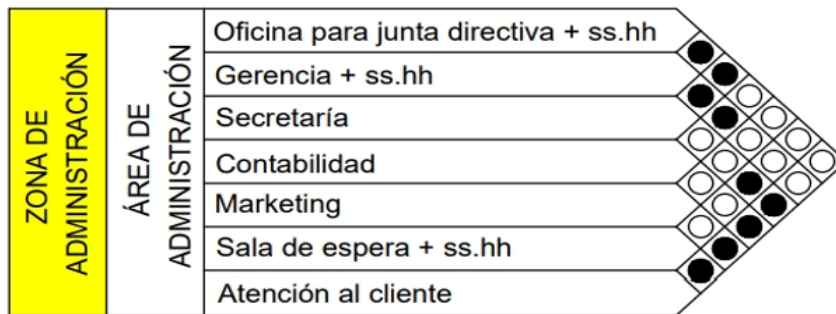 ZONA DE
ADMINISTRACIÓN
ÁREA DE
ADMINISTRACIÓN
Oficina para junta directiva + ss.hh
Gerencia + ss.hh
Secretaría
Contabilidad
Marketing
Sala de espera + ss.hh
Atención al cliente